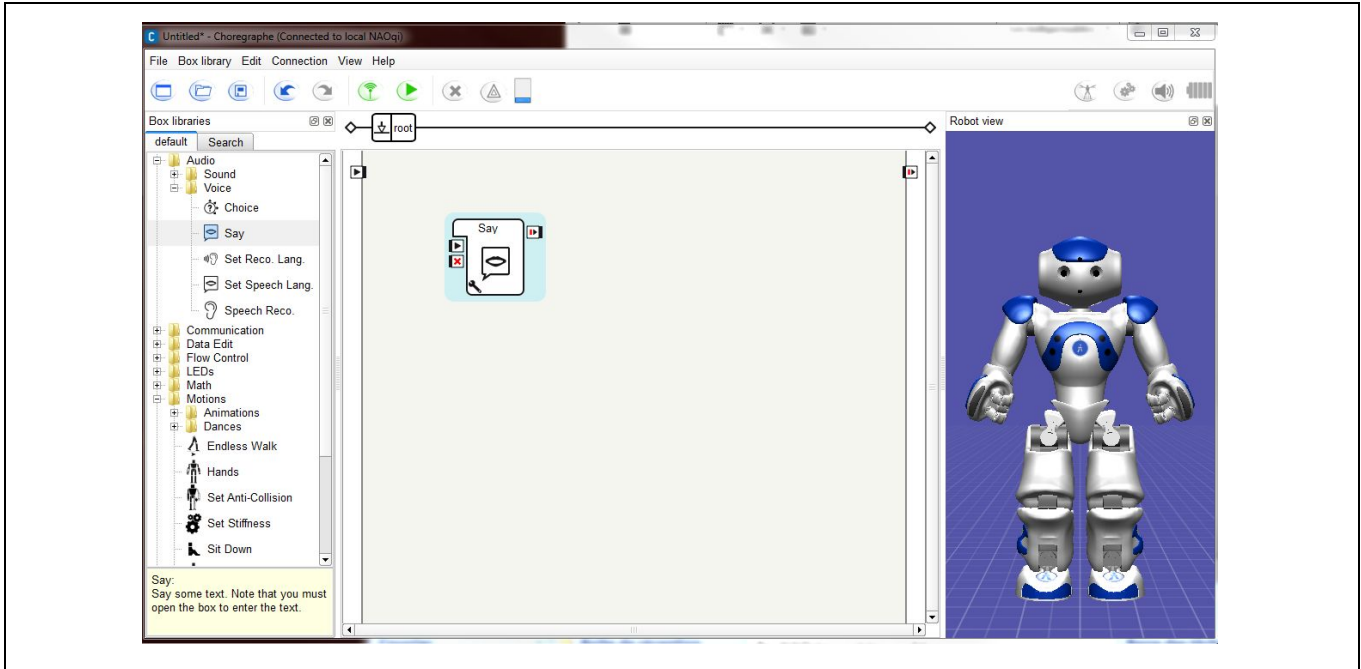 Untitled* - Choregraphe (Connected to local NAOqi)
File Box library Edit Connection View Help
Box libraries
default Search
Audio
Sound
Voice
Choice
Say
Set Reco. Lang.
Set Speech Lang.
Speech Reco.
Communication
Data Edit
Flow Control
LEDs
Math
Motions
Animations
Dances
Endless Walk
Hands
Set Anti-Collision
Set Stiffness
Sit Down
Say:
Say some text. Note that you must
open the box to enter the text.
root
Say
Robot view